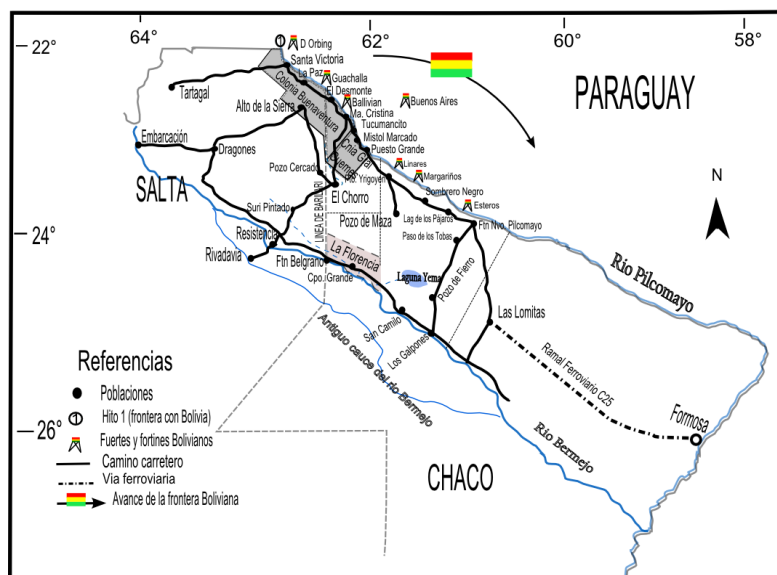 64°
62°
60°
58°
22°
24°
26°
D Orbing
Santa Victoria
La Paz
Guachalla
El Desmonte
Ballivian
Buenos Aires
Ma. Cristina
Tucumancito
Mistol Marcado
Puesto Grande
PARAGUAY
Tartagal
Colonia Buenaventura
Alto de la Sierra
Cnia Gral
Linares
Margariños
Yrigoyen
Embarcación
Dragones
Pozo Cercado
El Chorro
Sombrero Negro
Esteros
N
SALTA
Suri Pintado
LINEA DE BARILARI
Pozo de Maza
Lag de los Pájaros
Ftn Nvo. Pilcomayo
Paso de los Tobas
Resistencia
Rivadavia
La Florencia
Ftn Belgrano
Cpo. Grande
Laguna Yema
Pozo de Fierro
Rio Pilcomayo
San Camilo
Las Lomitas
Los Galpones
Antiguo cauce del rio Bermejo
Ramal Ferroviario C25
Formosa
Rio Bermejo
CHACO
Referencias
Poblaciones
1 Hito 1 (frontera con Bolivia)
Fuertes y fortines Bolivianos
Camino carretero
Via ferroviaria
Avance de la frontera Boliviana